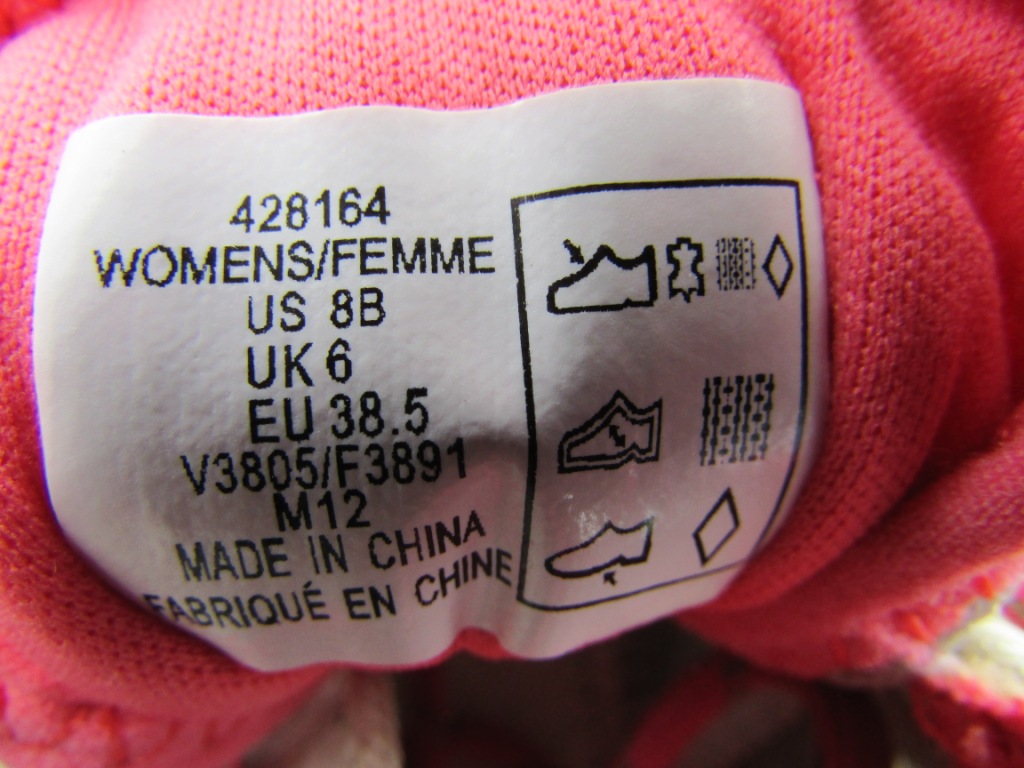 428164
WOMENS/FEMME
US 8B
UK 6
EU 38.5
V3805/F3891
M12
MADE IN CHINA
FABRIQUÉ EN CHINE